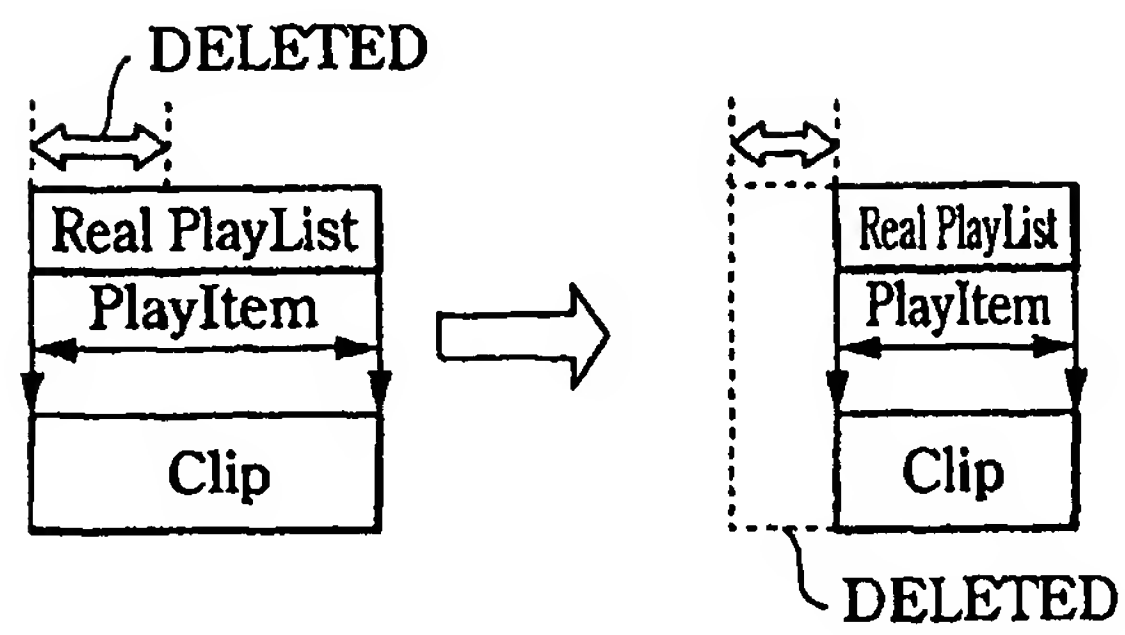 DELETED
Real PlayList
PlayItem
Clip
Real PlayList
PlayItem
Clip
DELETED